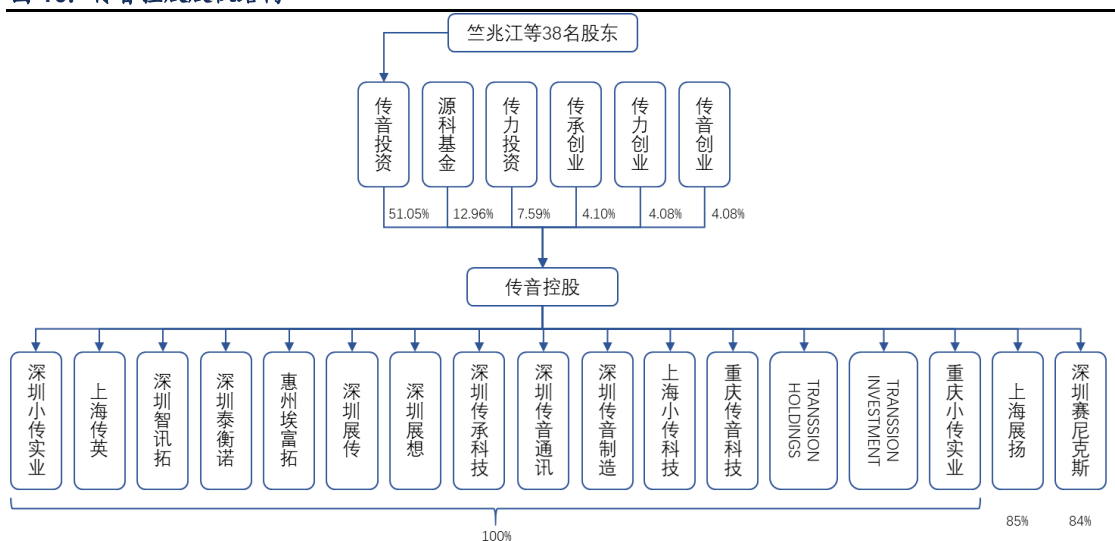 竺兆江等38名股东
传音投资
源科基金
传力投资
传承创业
传力创业
传音创业
51.05%
12.96%
7.59%
4.10%
4.08%
4.08%
传音控股
深圳小传实业
上海传英
深圳智讯拓
深圳泰衡诺
惠州埃富拓
深圳展传
深圳展想
深圳传承科技
深圳传音通讯
深圳传音制造
上海小传科技
重庆传音科技
TRANSSION
HOLDINGS
TRANSSION
INVESTMENT
重庆小传实业
上海展扬
深圳赛尼克斯
100%
85%
84%